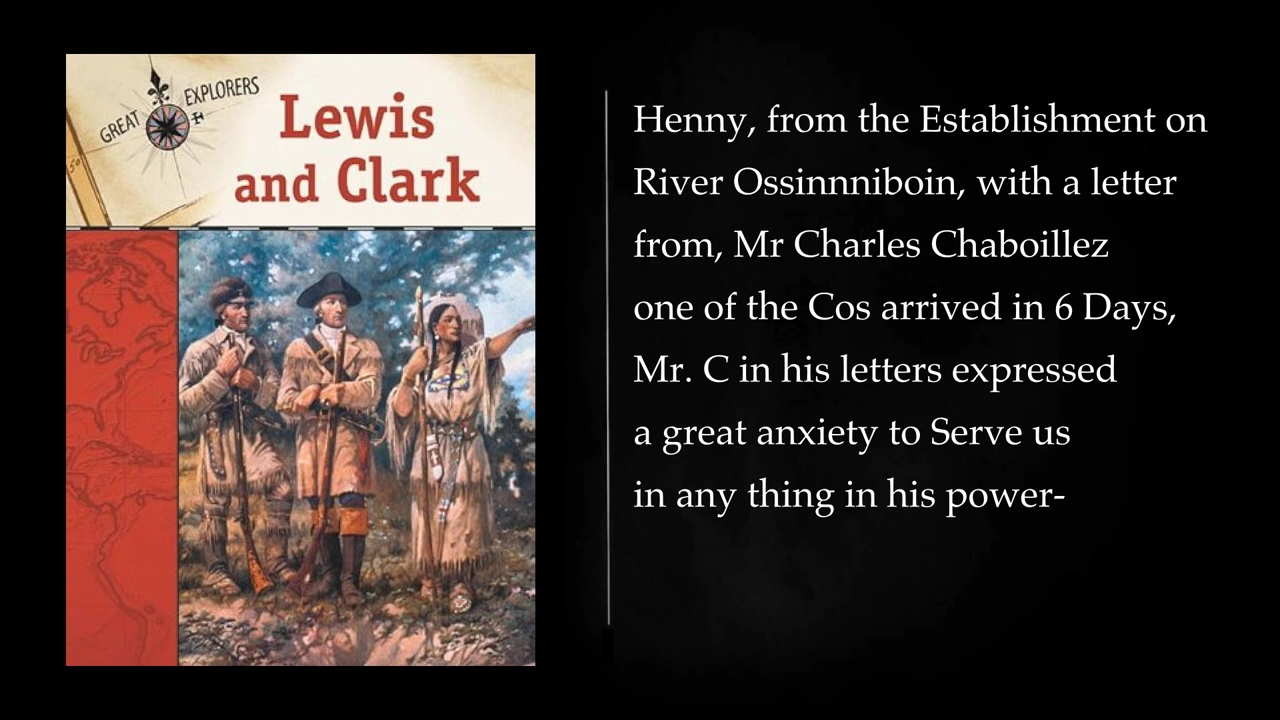 GREAT EXPLORERS
Lewis
and Clark
50
Henny, from the Establishment on
River Ossinnniboin, with a letter
from, Mr Charles Chaboillez
one of the Cos arrived in 6 Days,
Mr. C in his letters expressed
a great anxiety to Serve us
in any thing in his power-